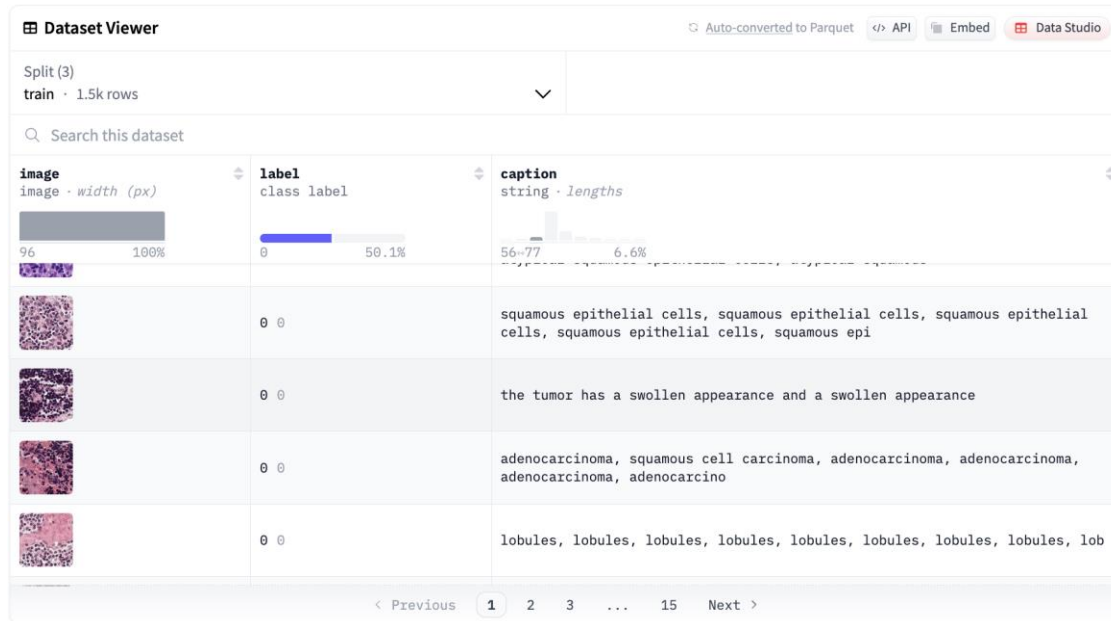 Dataset Viewer
Auto-converted to Parquet
</> API
Embed
Data Studio
Split (3)
train · 1.5k rows
Search this dataset
image
image · width (px)
96 100%
label
class label
0 50.1%
caption
string · lengths
56↔77 6.6%
squamous epithelial cells, squamous epithelial cells, squamous epithelial
cells, squamous epithelial cells, squamous epi
0 0
the tumor has a swollen appearance and a swollen appearance
0 0
adenocarcinoma, squamous cell carcinoma, adenocarcinoma, adenocarcinoma,
adenocarcinoma, adenocarcino
0 0
lobules, lobules, lobules, lobules, lobules, lobules, lobules, lobules, lob
0 0
< Previous 1 2 3 ... 15 Next >